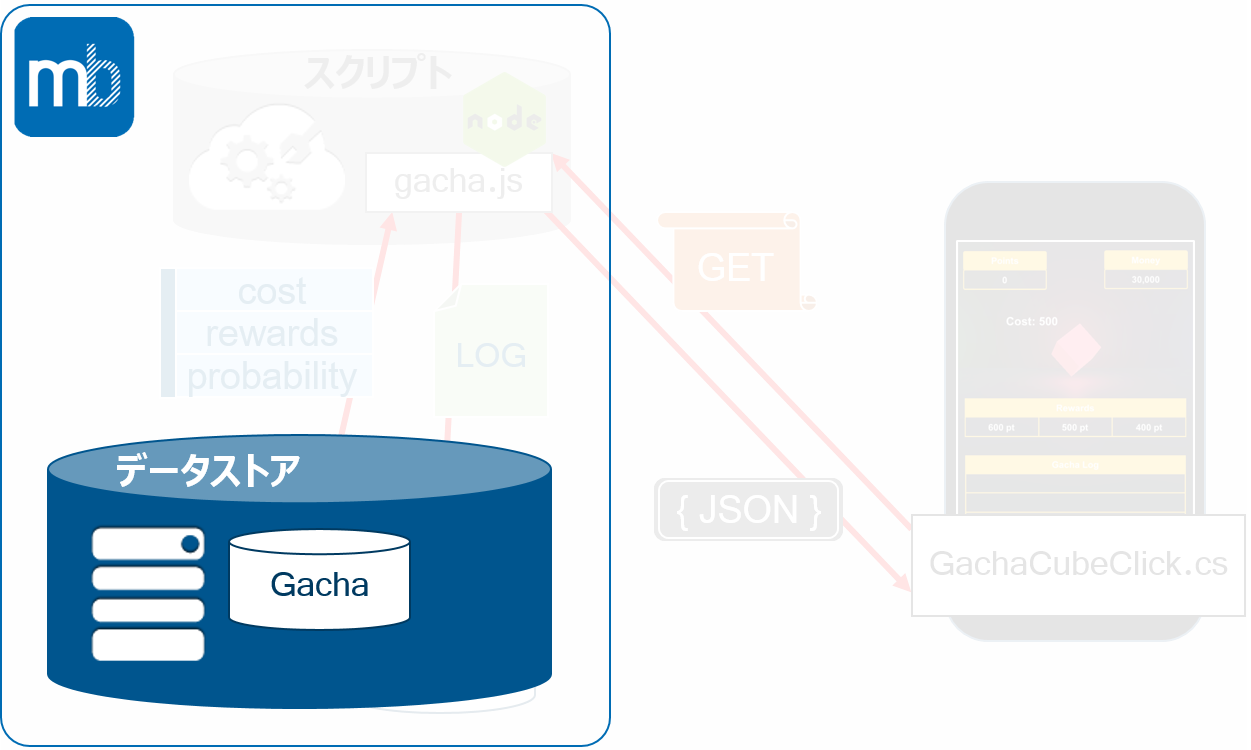 mb
スクリプト
node
gacha.js
cost
rewards
probability
LOG
GET
{ JSON }
0
30,000
Cost: 500
600 pt
500 pt
400 pt
GachaCubeClick.cs
データストア
Gacha